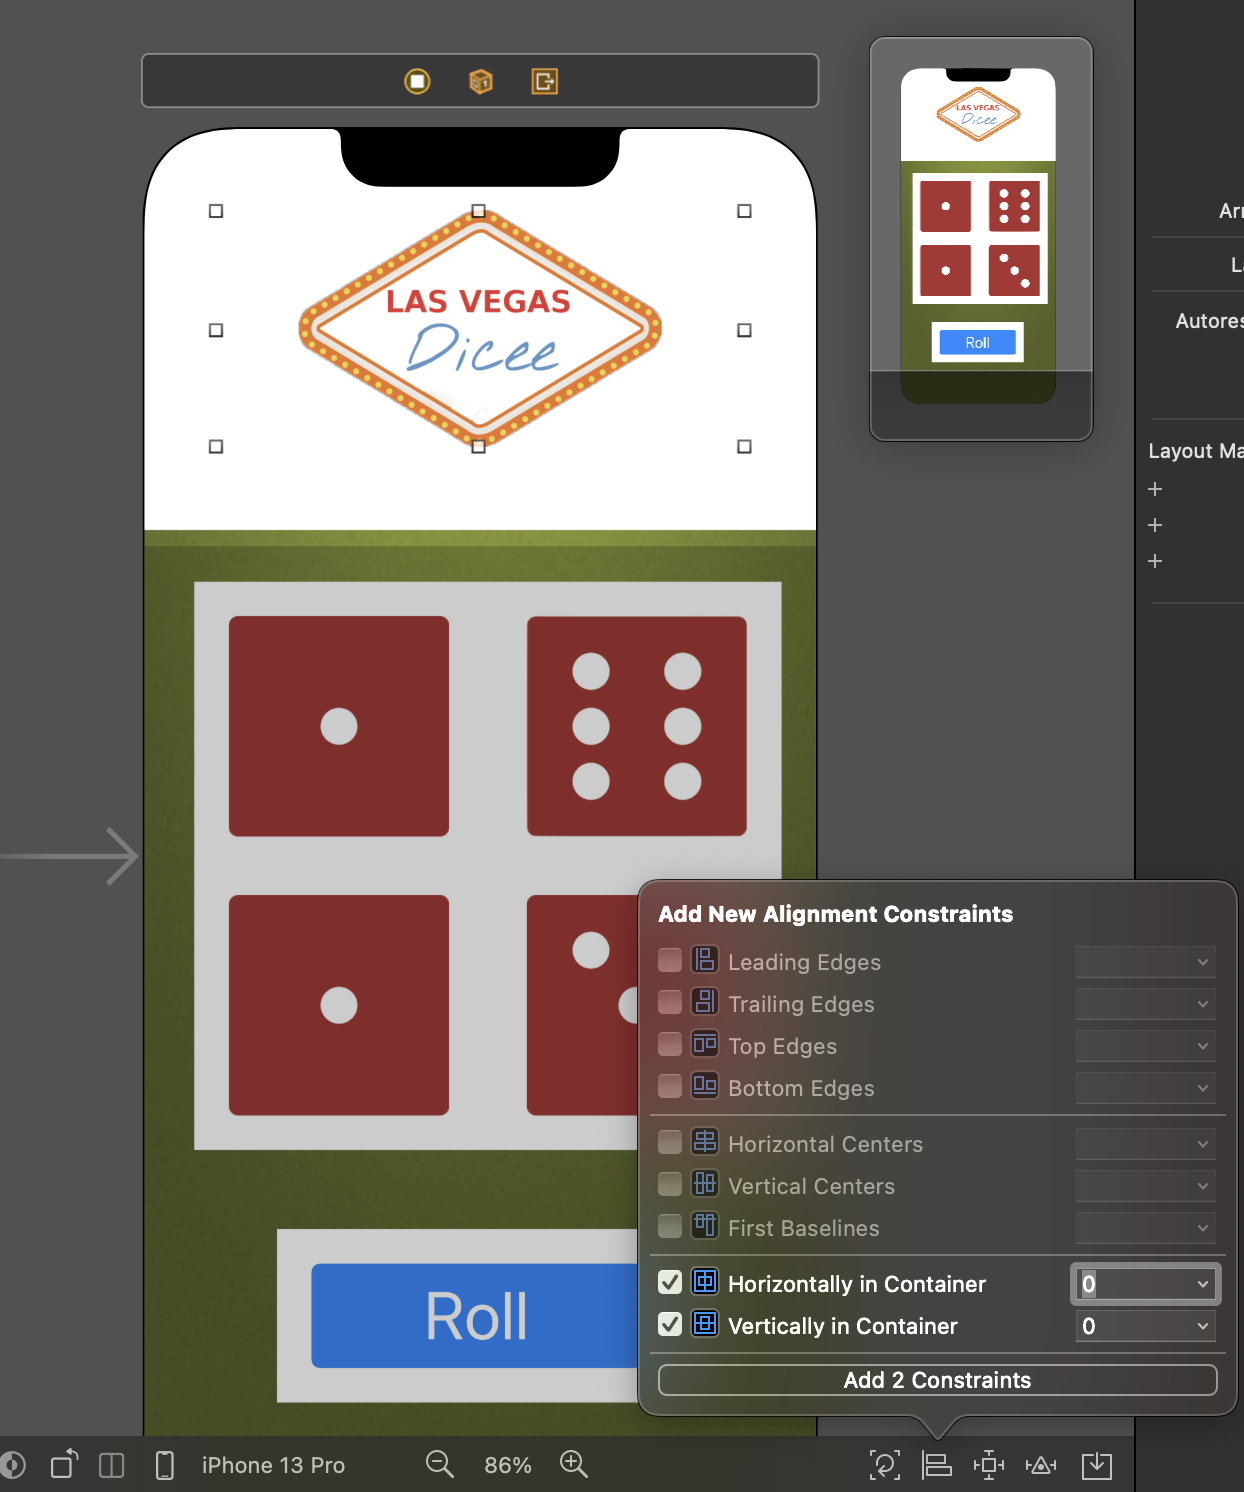 LAS VEGAS
Dicee
LAS VEGAS
Dicee
Roll
Layout Ma
Add New Alignment Constraints
Leading Edges
Trailing Edges
Top Edges
Bottom Edges
Horizontal Centers
Vertical Centers
First Baselines
Horizontally in Container 0
Vertically in Container 0
Add 2 Constraints
Roll
iPhone 13 Pro 86%